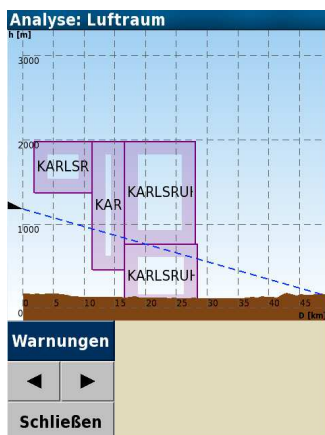 Analyse: Luftraum
h [m]
3000
2000
KARLSR
KAR
KARLSRUH
1000
KARLSRUH
0 5 10 15 20 25 30 35 40 45
0
D [km]
Warnungen
Schließen